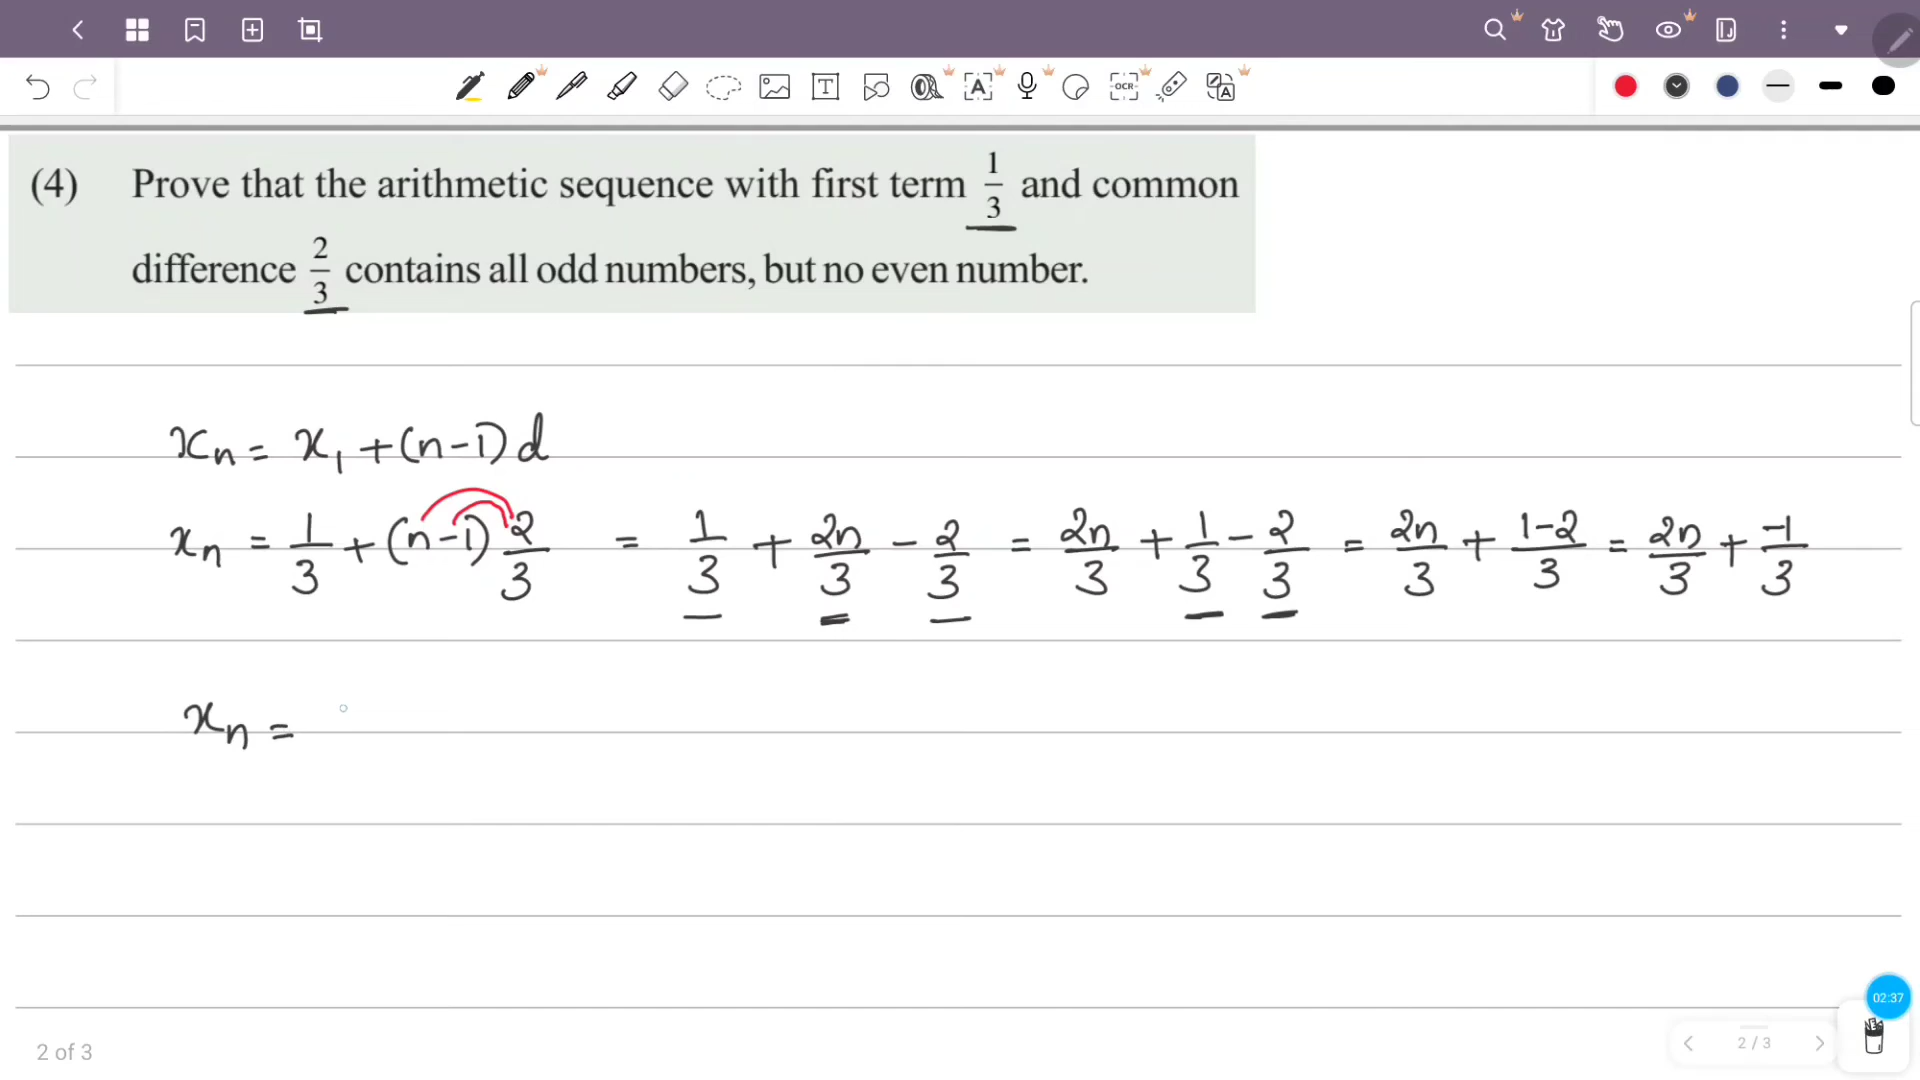 OCR
(4) Prove that the arithmetic sequence with first term 1/3 and common
difference 2/3 contains all odd numbers, but no even number.
xn = x1 + (n-1)d
xn = 1/3 + (n-1) 2/3 = 1/3 + 2n/3 - 2/3 = 2n/3 + 1/3 - 2/3 = 2n/3 + 1-2/3 = 2n/3 + -1/3
xn =
02:37
2 of 3
2 / 3